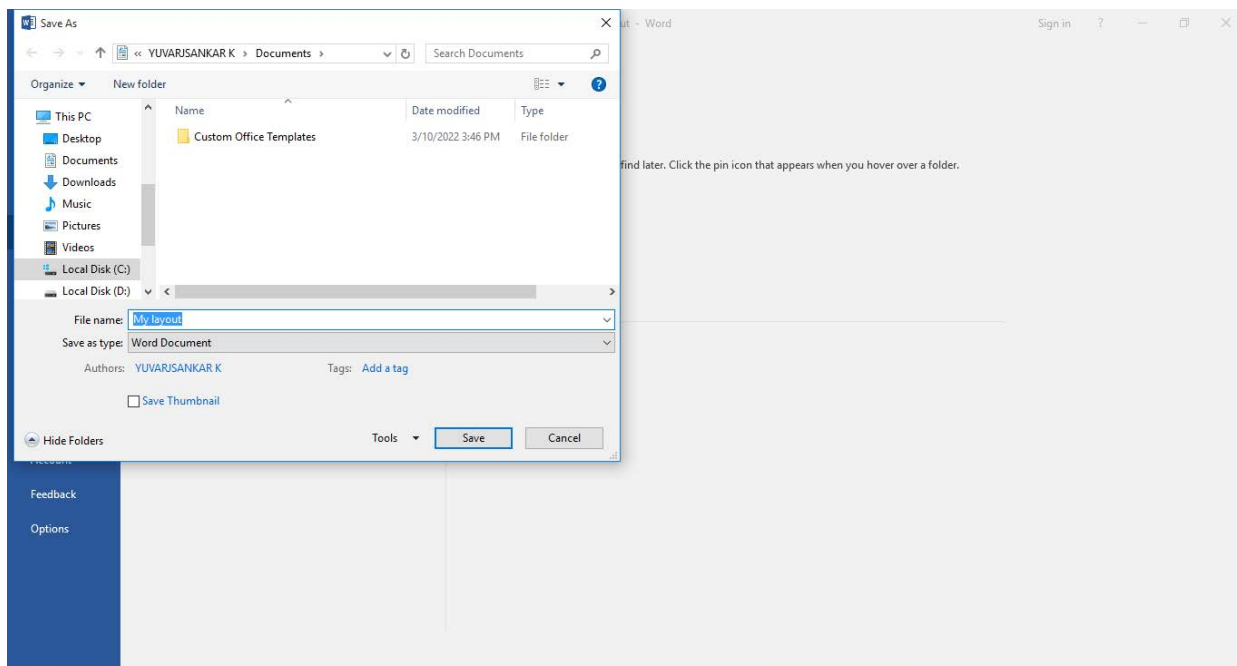 Save As
ut - Word
Sign in ?
« YUVARJSANKAR K › Documents ›
Search Documents
Organize
New folder
This PC
Desktop
Documents
Downloads
Music
Pictures
Videos
Local Disk (C:)
Local Disk (D:)
Name Date modified Type
Custom Office Templates 3/10/2022 3:46 PM File folder
find later. Click the pin icon that appears when you hover over a folder.
File name: My layout
Save as type: Word Document
Authors: YUVARJSANKAR K Tags: Add a tag
Save Thumbnail
Hide Folders
Tools Save Cancel
Account
Feedback
Options